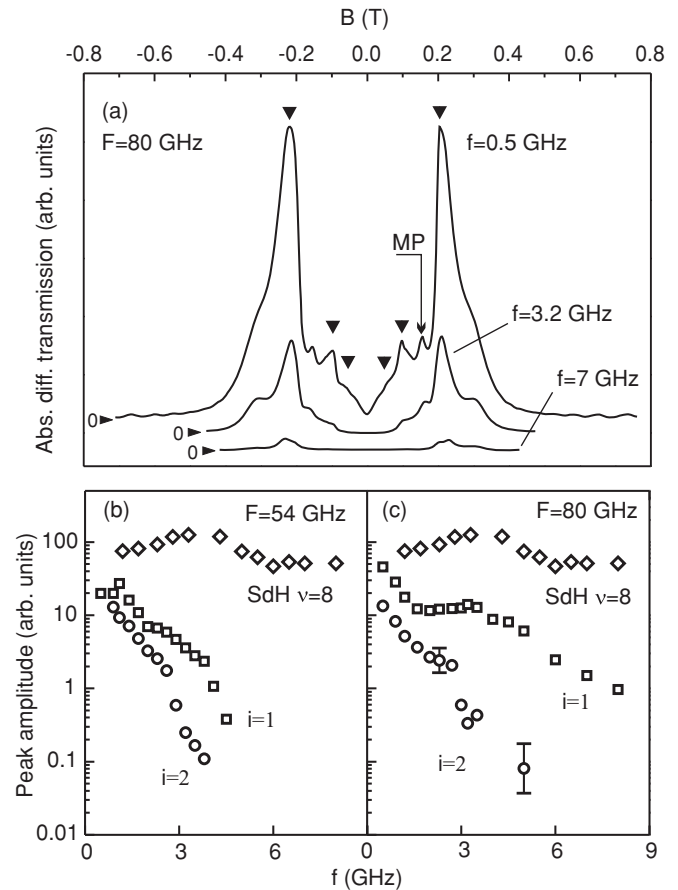 B (T)
-0.8 -0.6 -0.4 -0.2 0.0 0.2 0.4 0.6 0.8
(a)
F=80 GHz
f=0.5 GHz
MP
f=3.2 GHz
f=7 GHz
0
0
0
Abs. diff. transmission (arb. units)
(b)
F=54 GHz
(c)
F=80 GHz
SdH ν=8
SdH ν=8
i=1
i=2
i=1
i=2
100
10
1
0.1
0.01
Peak amplitude (arb. units)
0 3 6 0 3 6 9
f (GHz)